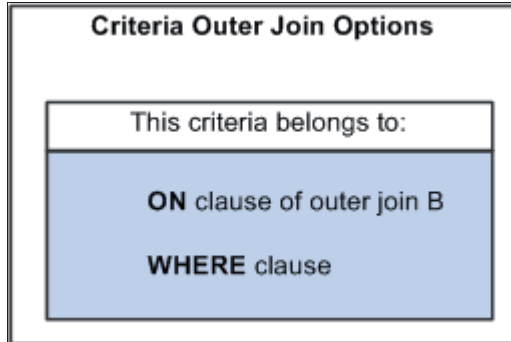 Criteria Outer Join Options
This criteria belongs to:
ON clause of outer join B
WHERE clause